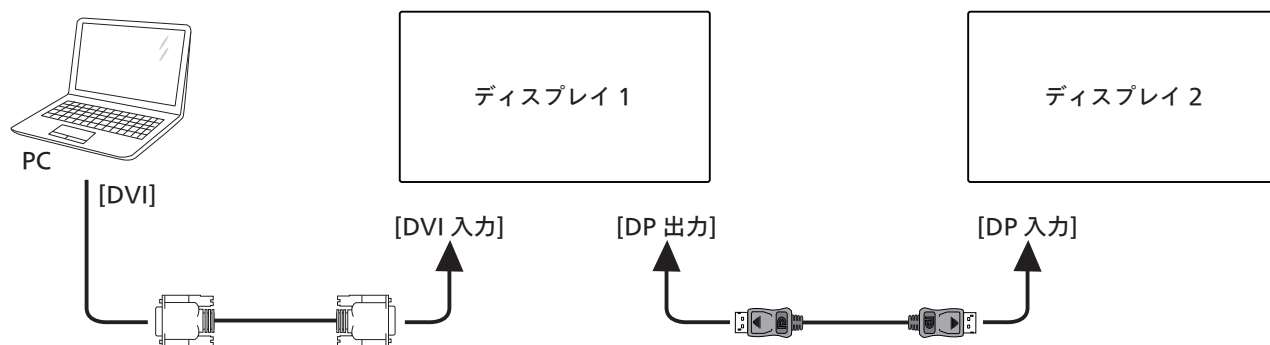 ディスプレイ 1
ディスプレイ 2
PC
[DVI]
[DVI 入力]
[DP 出力]
[DP 入力]